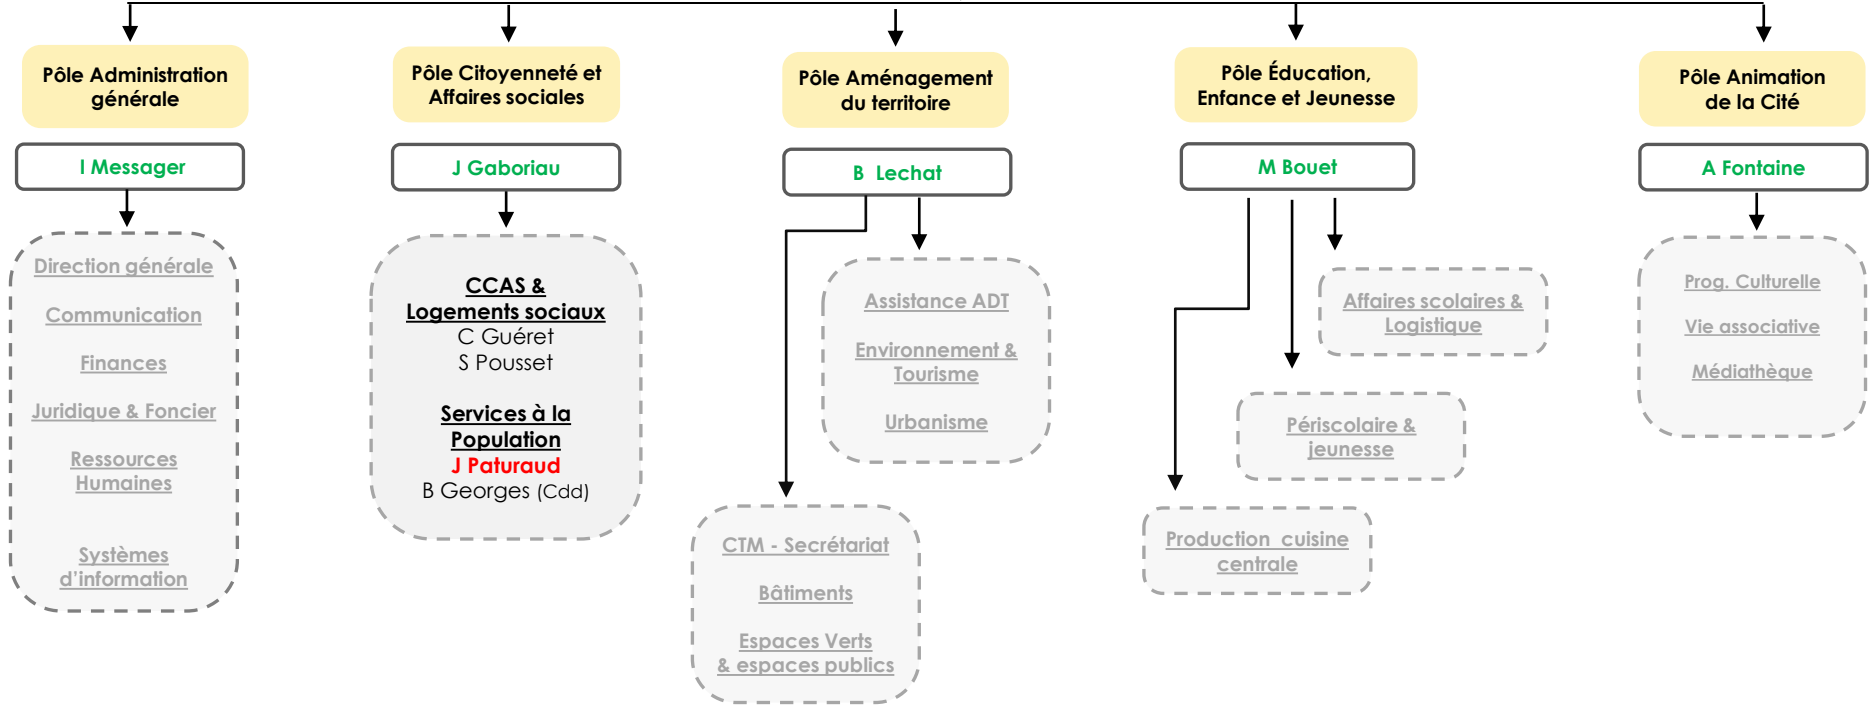 Pôle Administration
générale
I Messager
Direction générale
Communication
Finances
Juridique & Foncier
Ressources
Humaines
Systèmes
d'information
Pôle Citoyenneté et
Affaires sociales
J Gaboriau
CCAS &
Logements sociaux
C Guéret
S Pousset
Services à la
Population
J Paturaud
B Georges (Cdd)
Pôle Aménagement
du territoire
B Lechat
Assistance ADT
Environnement &
Tourisme
Urbanisme
CTM - Secrétariat
Bâtiments
Espaces Verts
& espaces publics
Pôle Éducation,
Enfance et Jeunesse
M Bouet
Affaires scolaires &
Logistique
Périscolaire &
jeunesse
Production cuisine
centrale
Pôle Animation
de la Cité
A Fontaine
Prog. Culturelle
Vie associative
Médiathèque